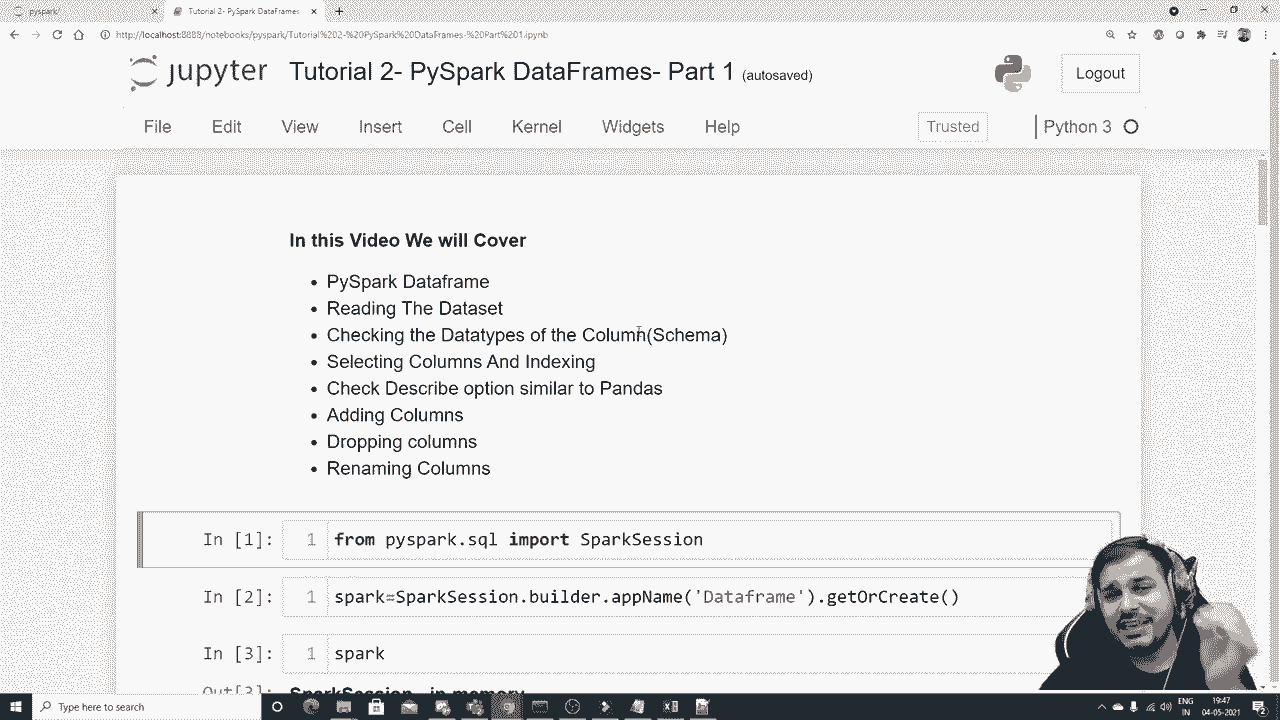 pyspark/
Tutorial 2- PySpark DataFrames
http://localhost:8888/notebooks/pyspark/Tutorial%202-%20PySpark%20DataFrames-%20Part%201.ipynb
jupyter Tutorial 2- PySpark DataFrames- Part 1 (autosaved)
Logout
File Edit View Insert Cell Kernel Widgets Help
Trusted
Python 3
In this Video We will Cover
• PySpark Dataframe
• Reading The Dataset
• Checking the Datatypes of the Column(Schema)
• Selecting Columns And Indexing
• Check Describe option similar to Pandas
• Adding Columns
• Dropping columns
• Renaming Columns
In [1]: 1 from pyspark.sql import SparkSession
In [2]: 1 spark=SparkSession.builder.appName('Dataframe').getOrCreate()
In [3]: 1 spark
Out[3]: SparkSession - in-memory
Type here to search
ENG
IN
19:47
04-05-2021
2